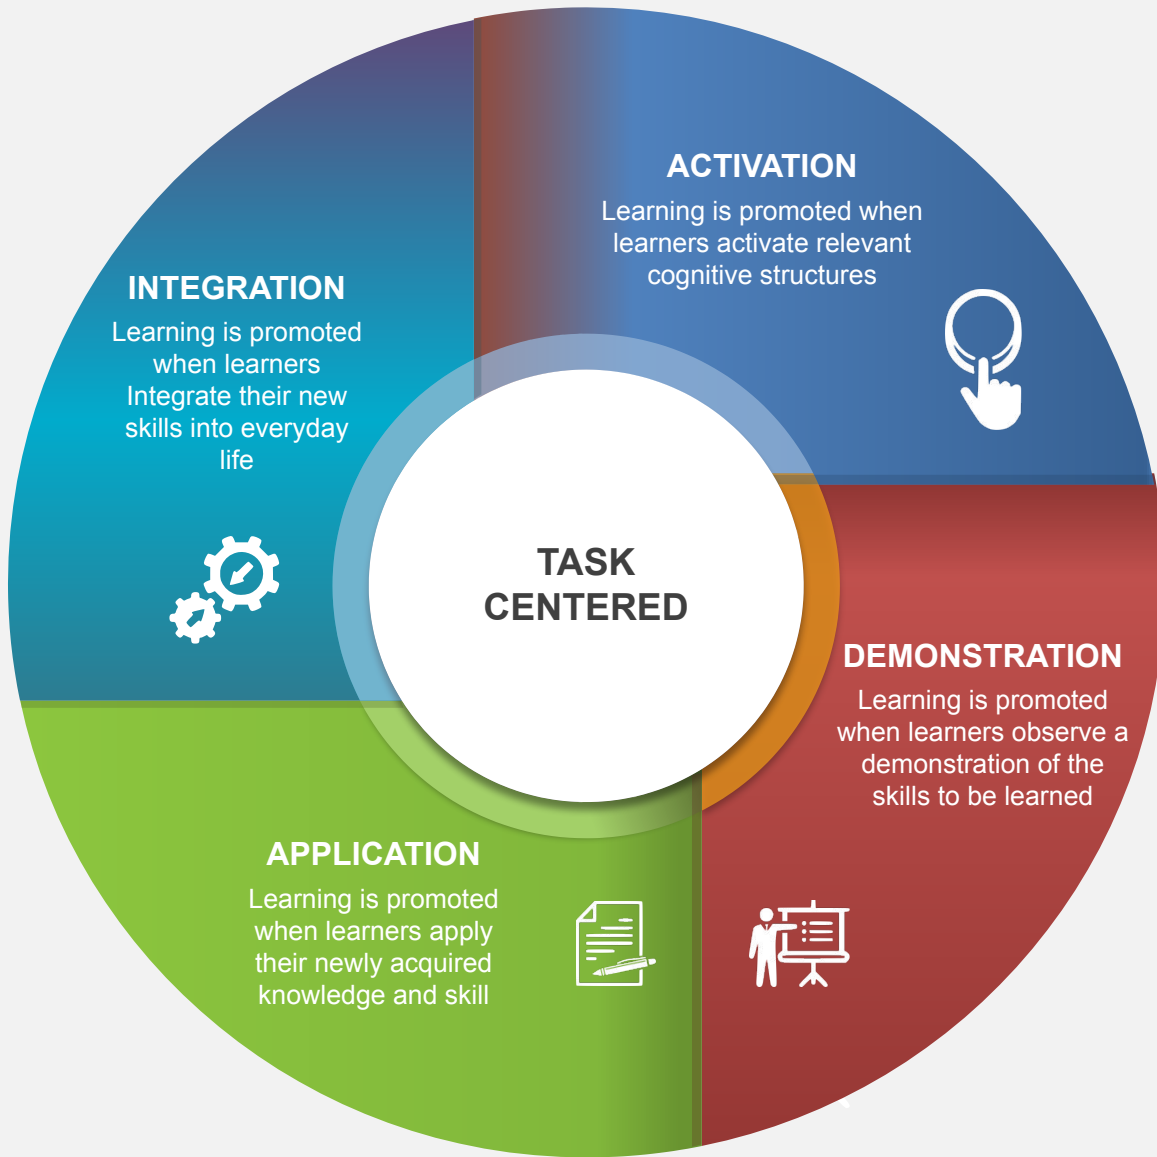 ACTIVATION
Learning is promoted when
learners activate relevant
cognitive structures
INTEGRATION
Learning is promoted
when learners
Integrate their new
skills into everyday
life
TASK
CENTERED
DEMONSTRATION
Learning is promoted
when learners observe a
demonstration of the
skills to be learned
APPLICATION
Learning is promoted
when learners apply
their newly acquired
knowledge and skill